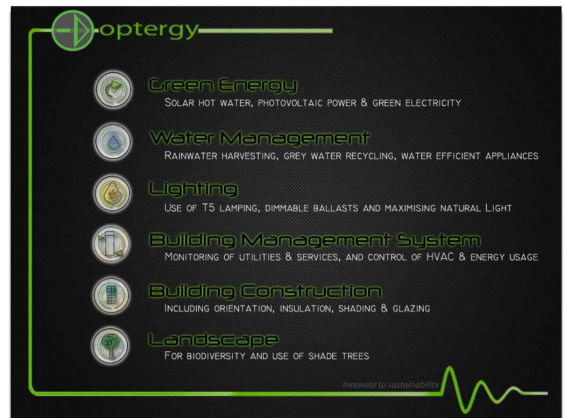 optergy
Green Energy
SOLAR HOT WATER, PHOTOVOLTAIC POWER & GREEN ELECTRICITY
Water Management
RAINWATER HARVESTING, GREY WATER RECYCLING, WATER EFFICIENT APPLIANCES
Lighting
USE OF T5 LAMPING, DIMMABLE BALLASTS AND MAXIMISING NATURAL LIGHT
Building Management System
MONITORING OF UTILITIES & SERVICES, AND CONTROL OF HVAC & ENERGY USAGE
Building Construction
INCLUDING ORIENTATION, INSULATION, SHADING & GLAZING
Landscape
FOR BIODIVERSITY AND USE OF SHADE TREES
Innovate to sustainability